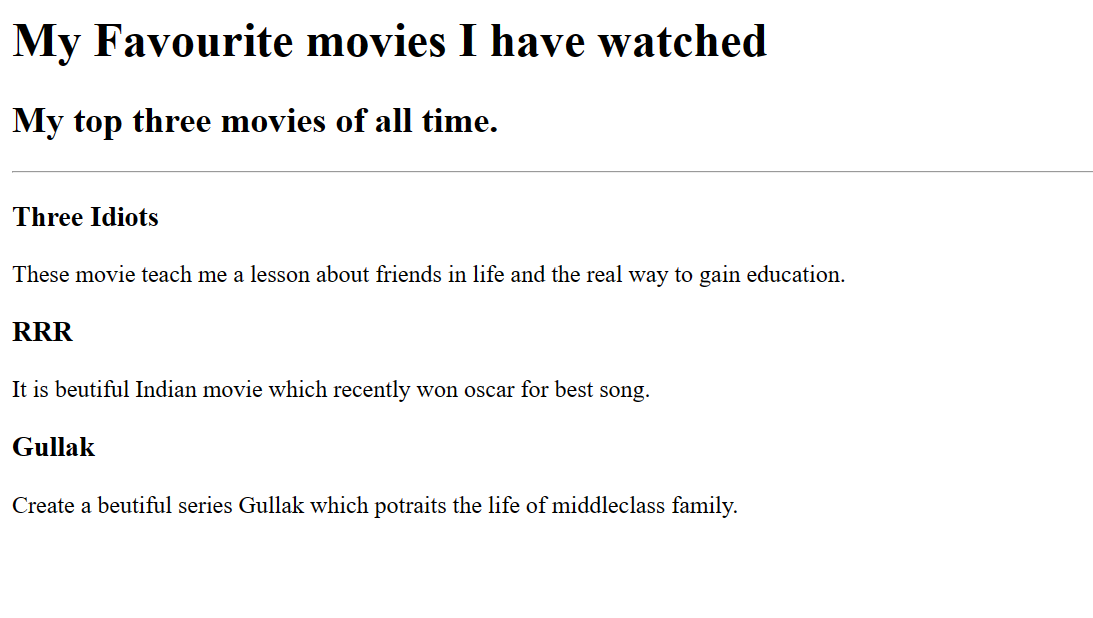 My Favourite movies I have watched
My top three movies of all time.
Three Idiots
These movie teach me a lesson about friends in life and the real way to gain education.
RRR
It is beutiful Indian movie which recently won oscar for best song.
Gullak
Create a beutiful series Gullak which potraits the life of middleclass family.